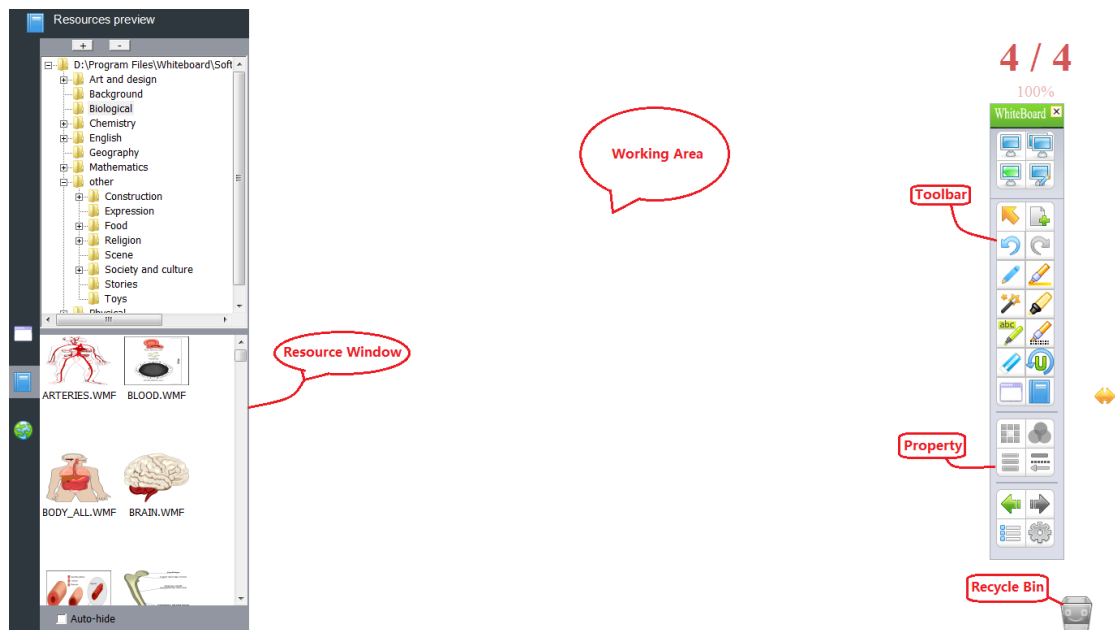 Resources preview
+ -
D:\Program Files\Whiteboard\Soft
Art and design
Background
Biological
Chemistry
English
Geography
Mathematics
other
Construction
Expression
Food
Religion
Scene
Society and culture
Stories
Toys
Physical
ARTERIES.WMF BLOOD.WMF
BODY_ALL.WMF BRAIN.WMF
Auto-hide
Resource Window
Working Area
4 / 4
100%
WhiteBoard
Toolbar
abc
U
Property
Recycle Bin